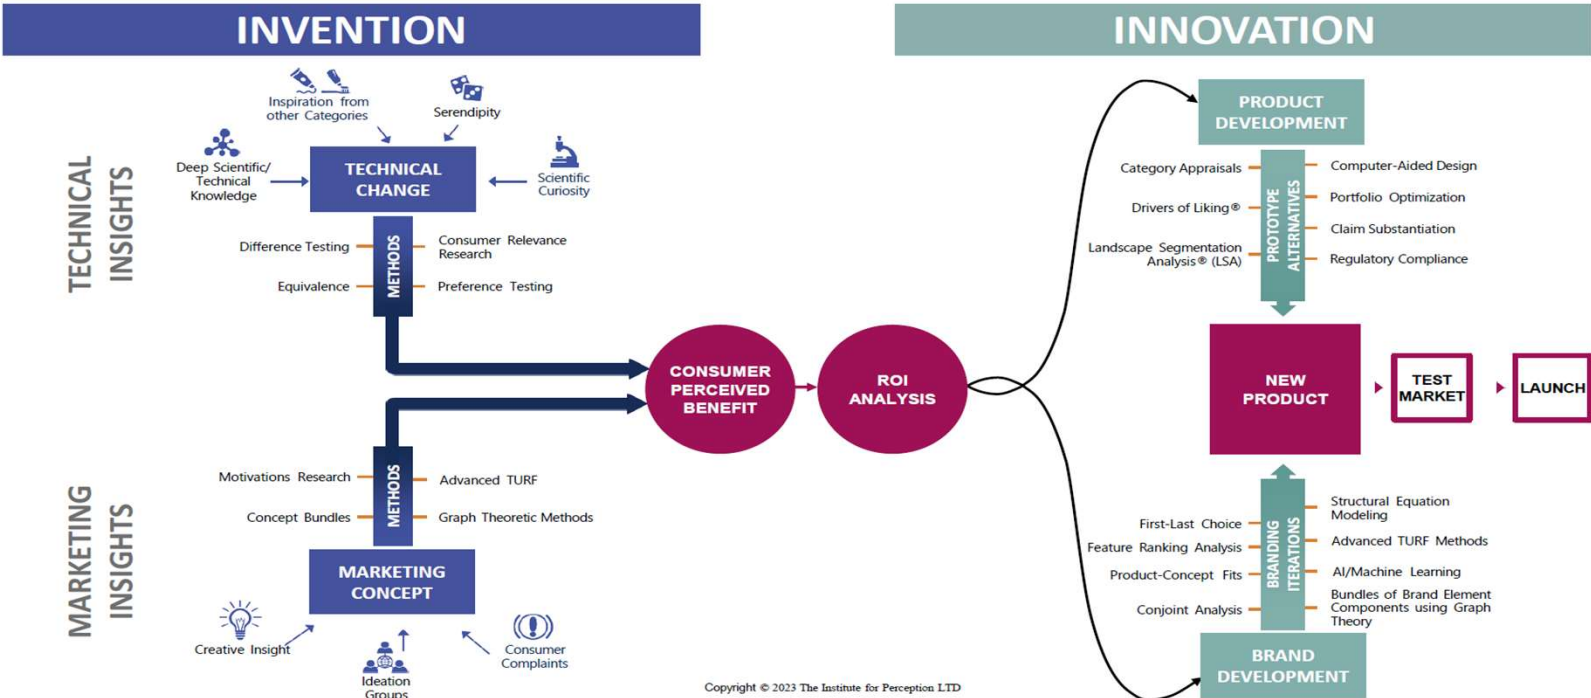 INVENTION
INNOVATION
TECHNICAL
INSIGHTS
Inspiration from
other Categories
Serendipity
Deep Scientific/
Technical
Knowledge
TECHNICAL
CHANGE
Scientific
Curiosity
METHODS
Difference Testing
Consumer Relevance
Research
Equivalence
Preference Testing
MARKETING
INSIGHTS
METHODS
Motivations Research
Advanced TURF
Concept Bundles
Graph Theoretic Methods
MARKETING
CONCEPT
Creative Insight
Ideation
Groups
Consumer
Complaints
CONSUMER
PERCEIVED
BENEFIT
ROI
ANALYSIS
PRODUCT
DEVELOPMENT
PROTOTYPE
ALTERNATIVES
Category Appraisals
Computer-Aided Design
Drivers of Liking®
Portfolio Optimization
Landscape Segmentation
Analysis® (LSA)
Claim Substantiation
Regulatory Compliance
NEW
PRODUCT
TEST
MARKET
LAUNCH
BRANDING
ITERATIONS
First-Last Choice
Structural Equation
Modeling
Feature Ranking Analysis
Advanced TURF Methods
Product-Concept Fits
AI/Machine Learning
Conjoint Analysis
Bundles of Brand Element
Components using Graph
Theory
BRAND
DEVELOPMENT
Copyright © 2023 The Institute for Perception LTD